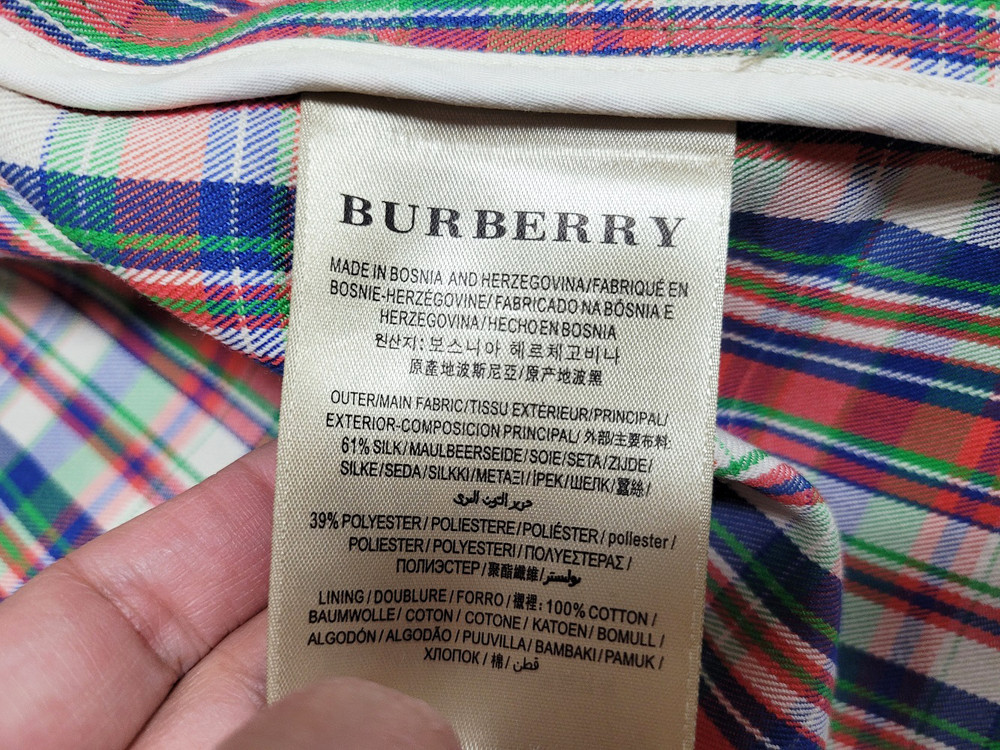 BURBERRY
MADE IN BOSNIA AND HERZEGOVINA/FABRIQUÉ EN
BOSNIE-HERZÉGOVINE/ FABRICADO NA BÓSNIA E
HERZEGOVINA/HECHO EN BOSNIA
원산지: 보스니아 헤르체고비나
原產地波斯尼亞/原产地波黑
OUTER/MAIN FABRIC/TISSU EXTERIEUR/PRINCIPAL/
EXTERIOR-COMPOSICION PRINCIPAL/ 外部/主要布料:
61% SILK/MAULBEERSEIDE/SOIE/SETA/ZIJDE/
SILKE/SEDA/SILKKI/ΜΕΤΑΞΙ/İPEK/ШЕЛК/蠶絲/
حرير التوت البري
39% POLYESTER / POLIESTERE / POLIÉSTER / poliester /
POLIESTER / POLYESTERI / ΠΟΛΥΕΣΤΕΡΑΣ /
ПОЛИЭСТЕР / 聚酯纖維/بوليستر
LINING / DOUBLURE / FORRO / 襯裡: 100% COTTON /
BAUMWOLLE / COTON / COTONE / KATOEN / BOMULL /
ALGODÓN / ALGODÃO / PUUVILLA / BAMBAKI / PAMUK /
ХЛОПОК / 棉/ قطن